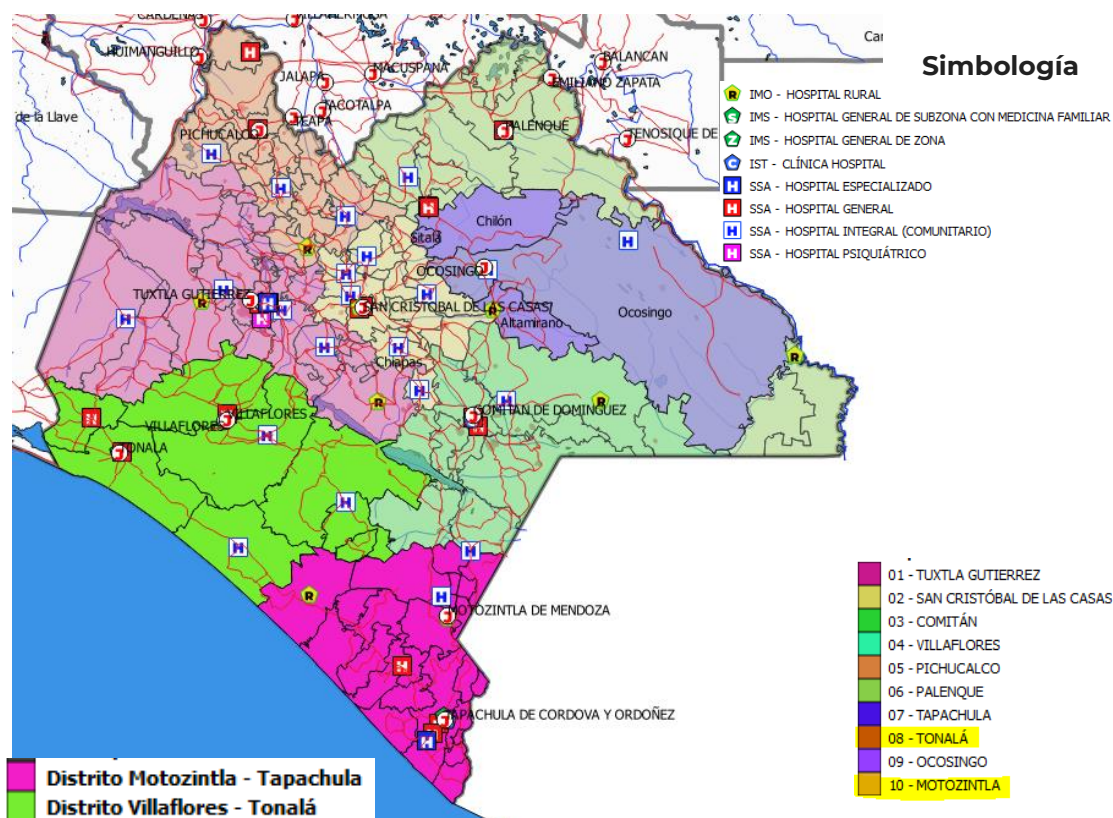 CARDENAS
VILLAHERMOSA
HUIMANGUILLO
JALAPA
MACUSPANA
BALANCAN
EMILIANO ZAPATA
TACOTALPA
TEAPA
de la Llave
PICHUCALCO
PALENQUE
TENOSIQUE DE
Chilón
Sitalá
OCOSINGO
TUXTLA GUTIERREZ
SAN CRISTOBAL DE LAS CASAS
Altamirano
Ocosingo
Chiapas
COMITAN DE DOMINGUEZ
VILLAFLORES
VILLAFLORES
TONALA
MOTOZINTLA DE MENDOZA
TAPACHULA DE CORDOVA Y ORDOÑEZ
Simbología
IMO - HOSPITAL RURAL
IMS - HOSPITAL GENERAL DE SUBZONA CON MEDICINA FAMILIAR
IMS - HOSPITAL GENERAL DE ZONA
IST - CLÍNICA HOSPITAL
SSA - HOSPITAL ESPECIALIZADO
SSA - HOSPITAL GENERAL
SSA - HOSPITAL INTEGRAL (COMUNITARIO)
SSA - HOSPITAL PSIQUIÁTRICO
01 - TUXTLA GUTIERREZ
02 - SAN CRISTÓBAL DE LAS CASAS
03 - COMITÁN
04 - VILLAFLORES
05 - PICHUCALCO
06 - PALENQUE
07 - TAPACHULA
08 - TONALÁ
09 - OCOSINGO
10 - MOTOZINTLA
Distrito Motozintla - Tapachula
Distrito Villaflores - Tonalá